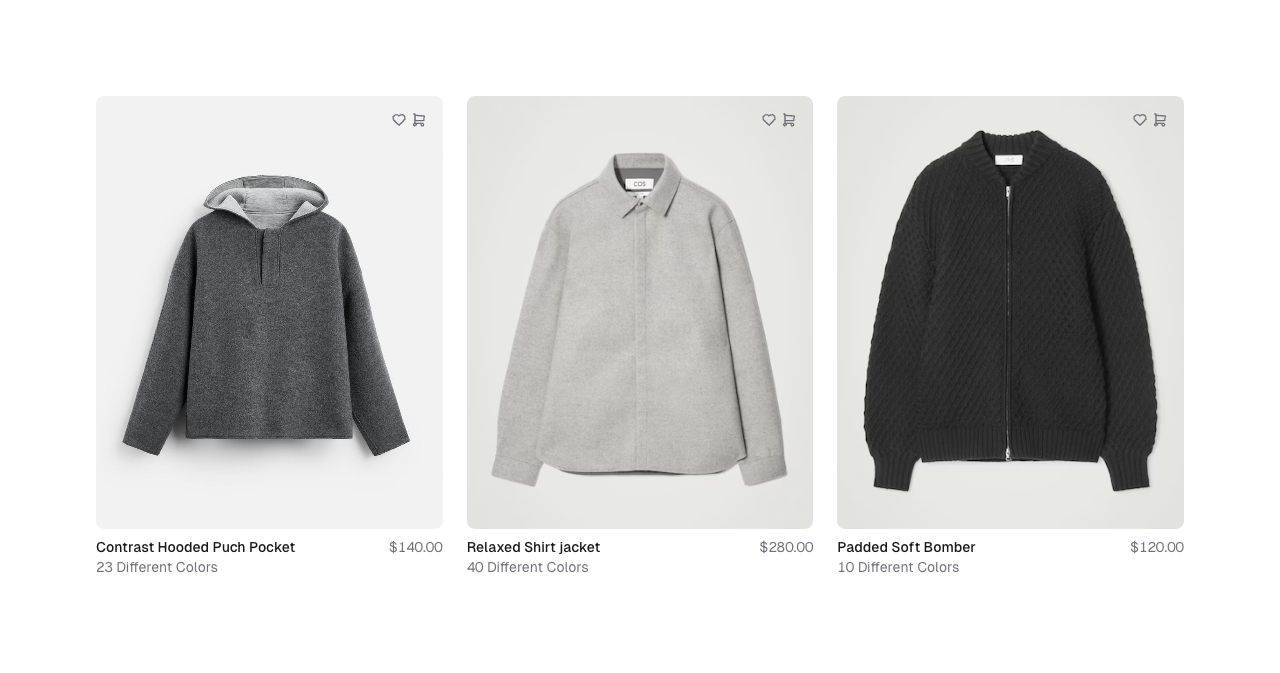 COS
Contrast Hooded Puch Pocket
$140.00
23 Different Colors
Relaxed Shirt jacket
$280.00
40 Different Colors
Padded Soft Bomber
$120.00
10 Different Colors